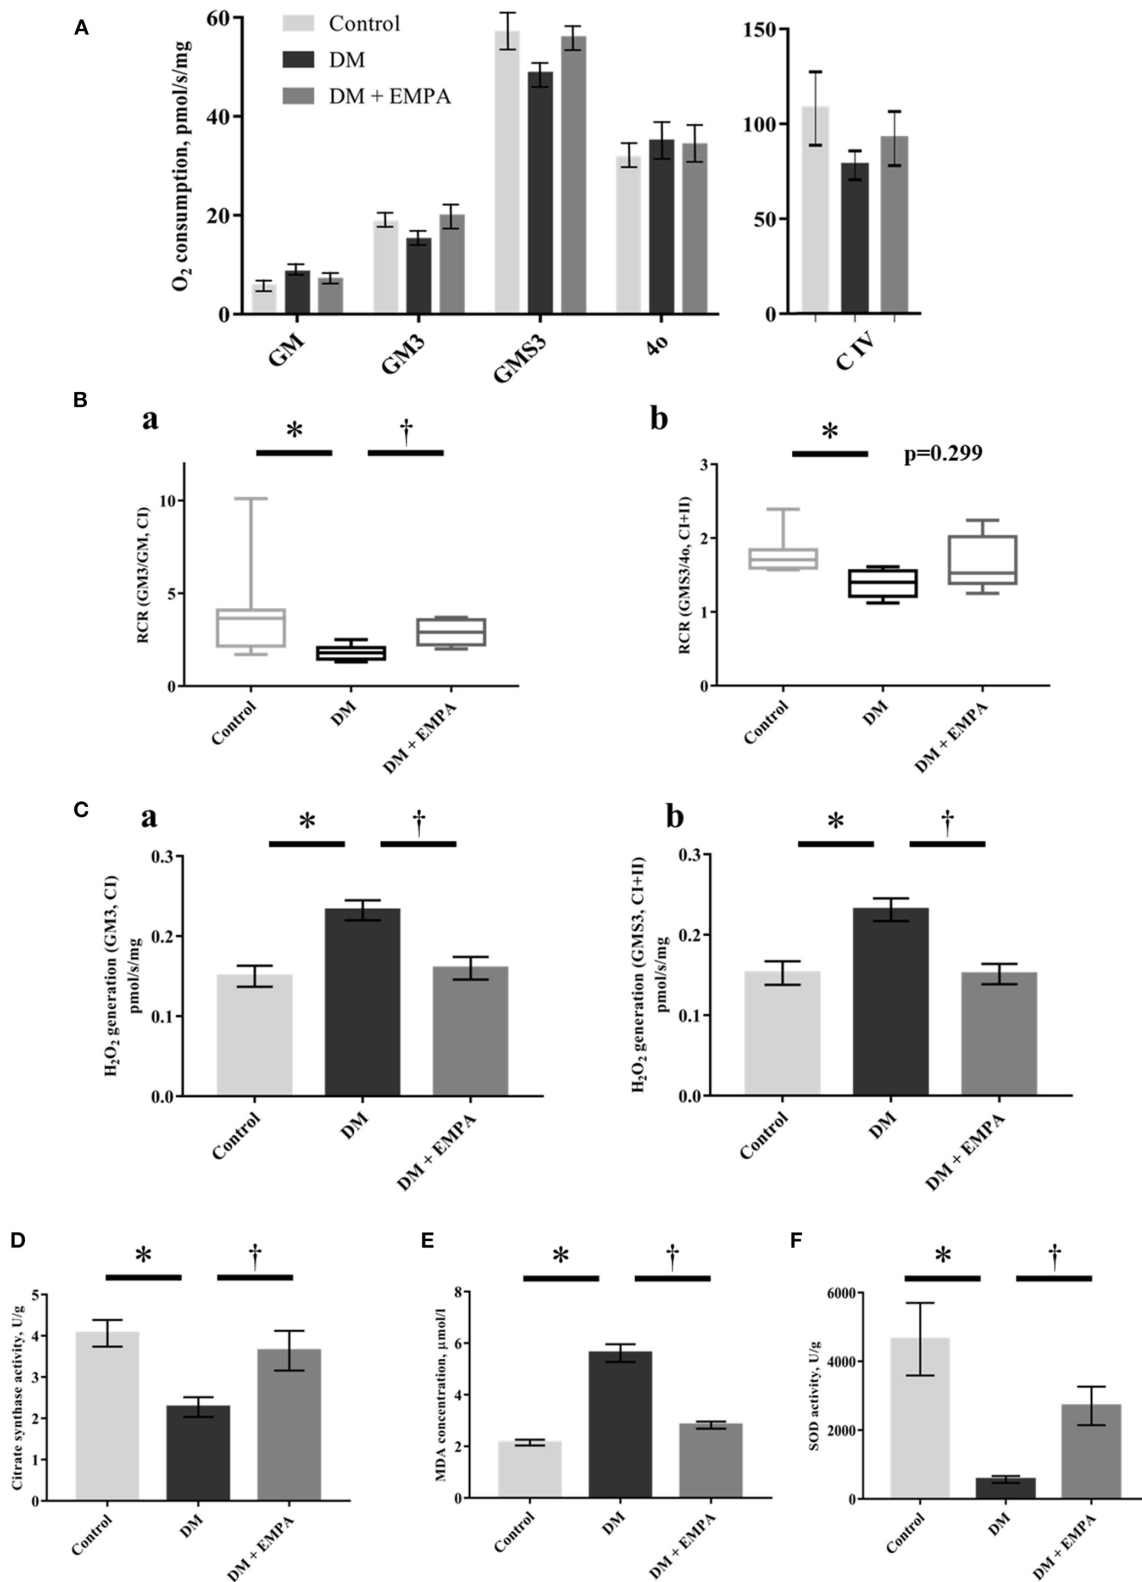 A
O₂ consumption, pmol/s/mg
60
40
20
0
Control
DM
DM + EMPA
GM
GM3
GMS3
4o
150
100
50
0
C IV
B
a
*
†
RCR (GM3/GM, CI)
10
5
0
Control
DM
DM + EMPA
b
*
p=0.299
RCR (GMS3/4o, CI+II)
3
2
1
0
Control
DM
DM + EMPA
C
a
*
†
H₂O₂ generation (GM3, CI)
pmol/s/mg
0.3
0.2
0.1
0.0
Control
DM
DM + EMPA
b
*
†
H₂O₂ generation (GMS3, CI+II)
pmol/s/mg
0.3
0.2
0.1
0.0
Control
DM
DM + EMPA
D
*
†
Citrate synthase activity, U/g
5
4
3
2
1
0
Control
DM
DM + EMPA
E
*
†
MDA concentration, µmol/l
8
6
4
2
0
Control
DM
DM + EMPA
F
*
†
SOD activity, U/g
6000
4000
2000
0
Control
DM
DM + EMPA